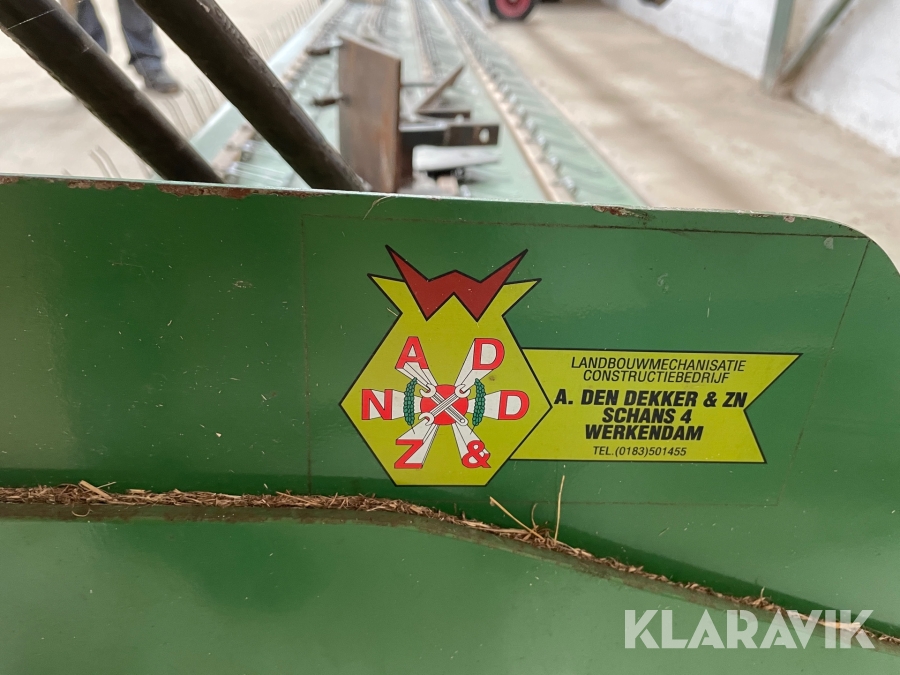 A D
N D
Z &
LANDBOUWMECHANISATIE
CONSTRUCTIEBEDRIJF
A. DEN DEKKER & ZN
SCHANS 4
WERKENDAM
TEL.(0183)501455
KLARAVIK